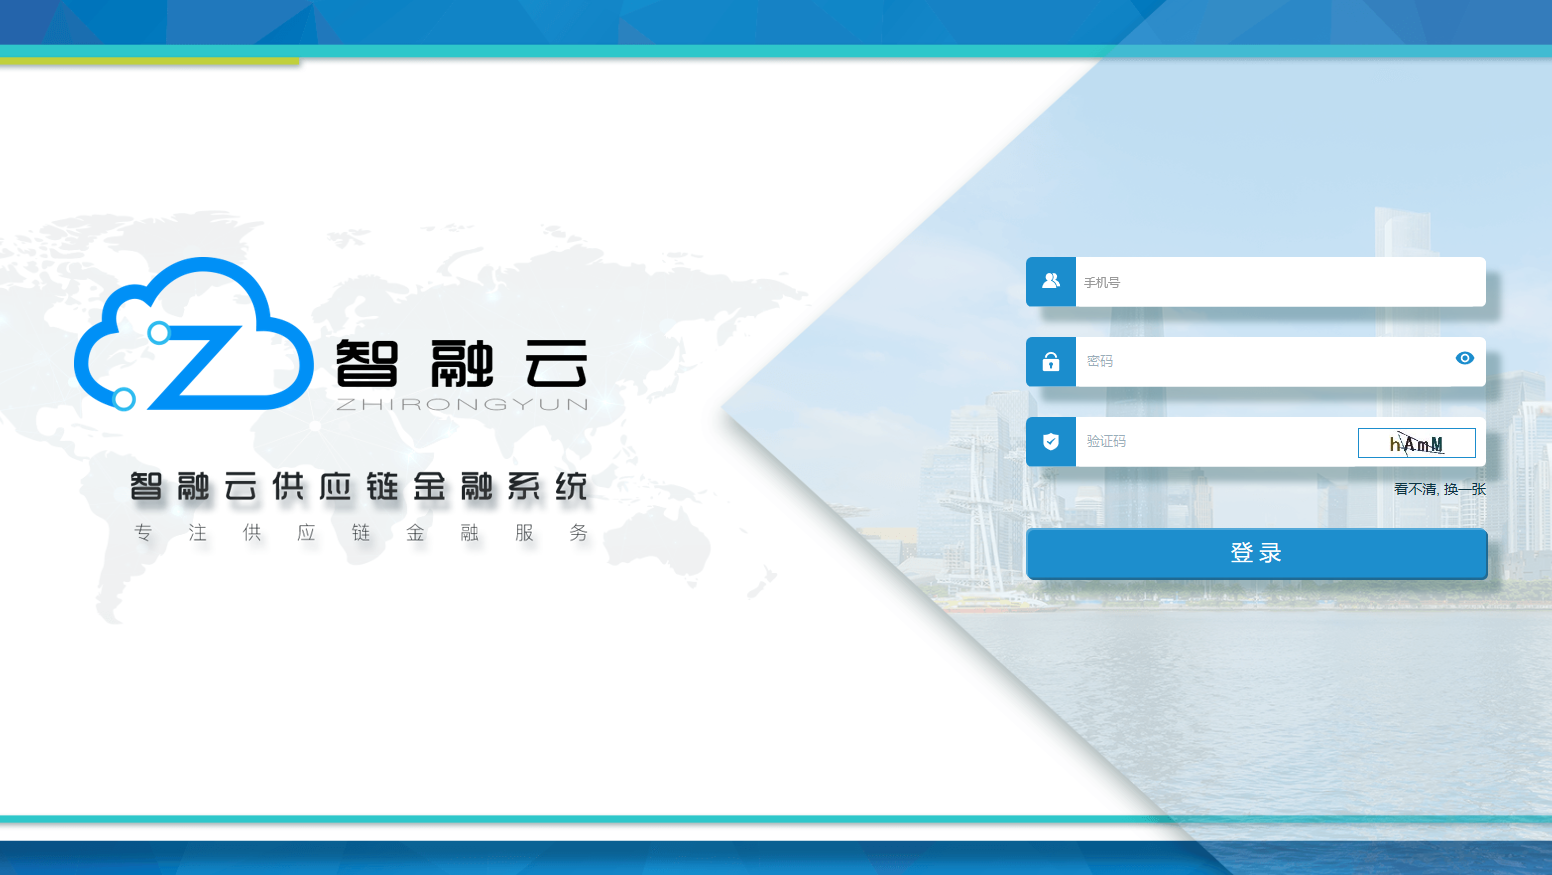 智融云
ZHIRONGYUN
智融云供应链金融系统
专注供应链金融服务
手机号
密码
验证码
hAmM
看不清, 换一张
登录